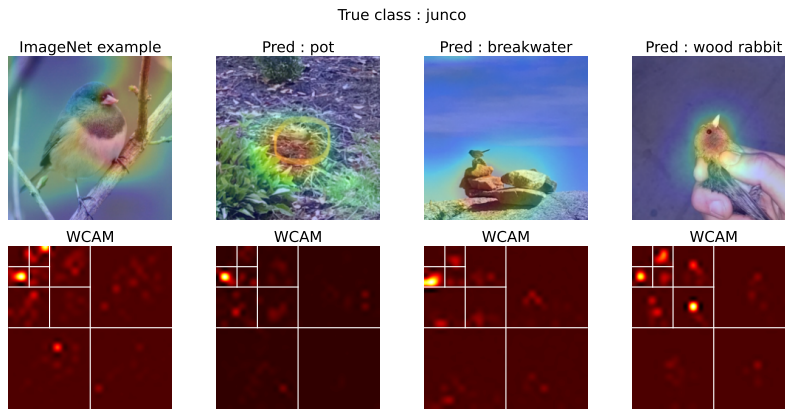 True class : junco
ImageNet example
Pred : pot
Pred : breakwater
Pred : wood rabbit
WCAM
WCAM
WCAM
WCAM